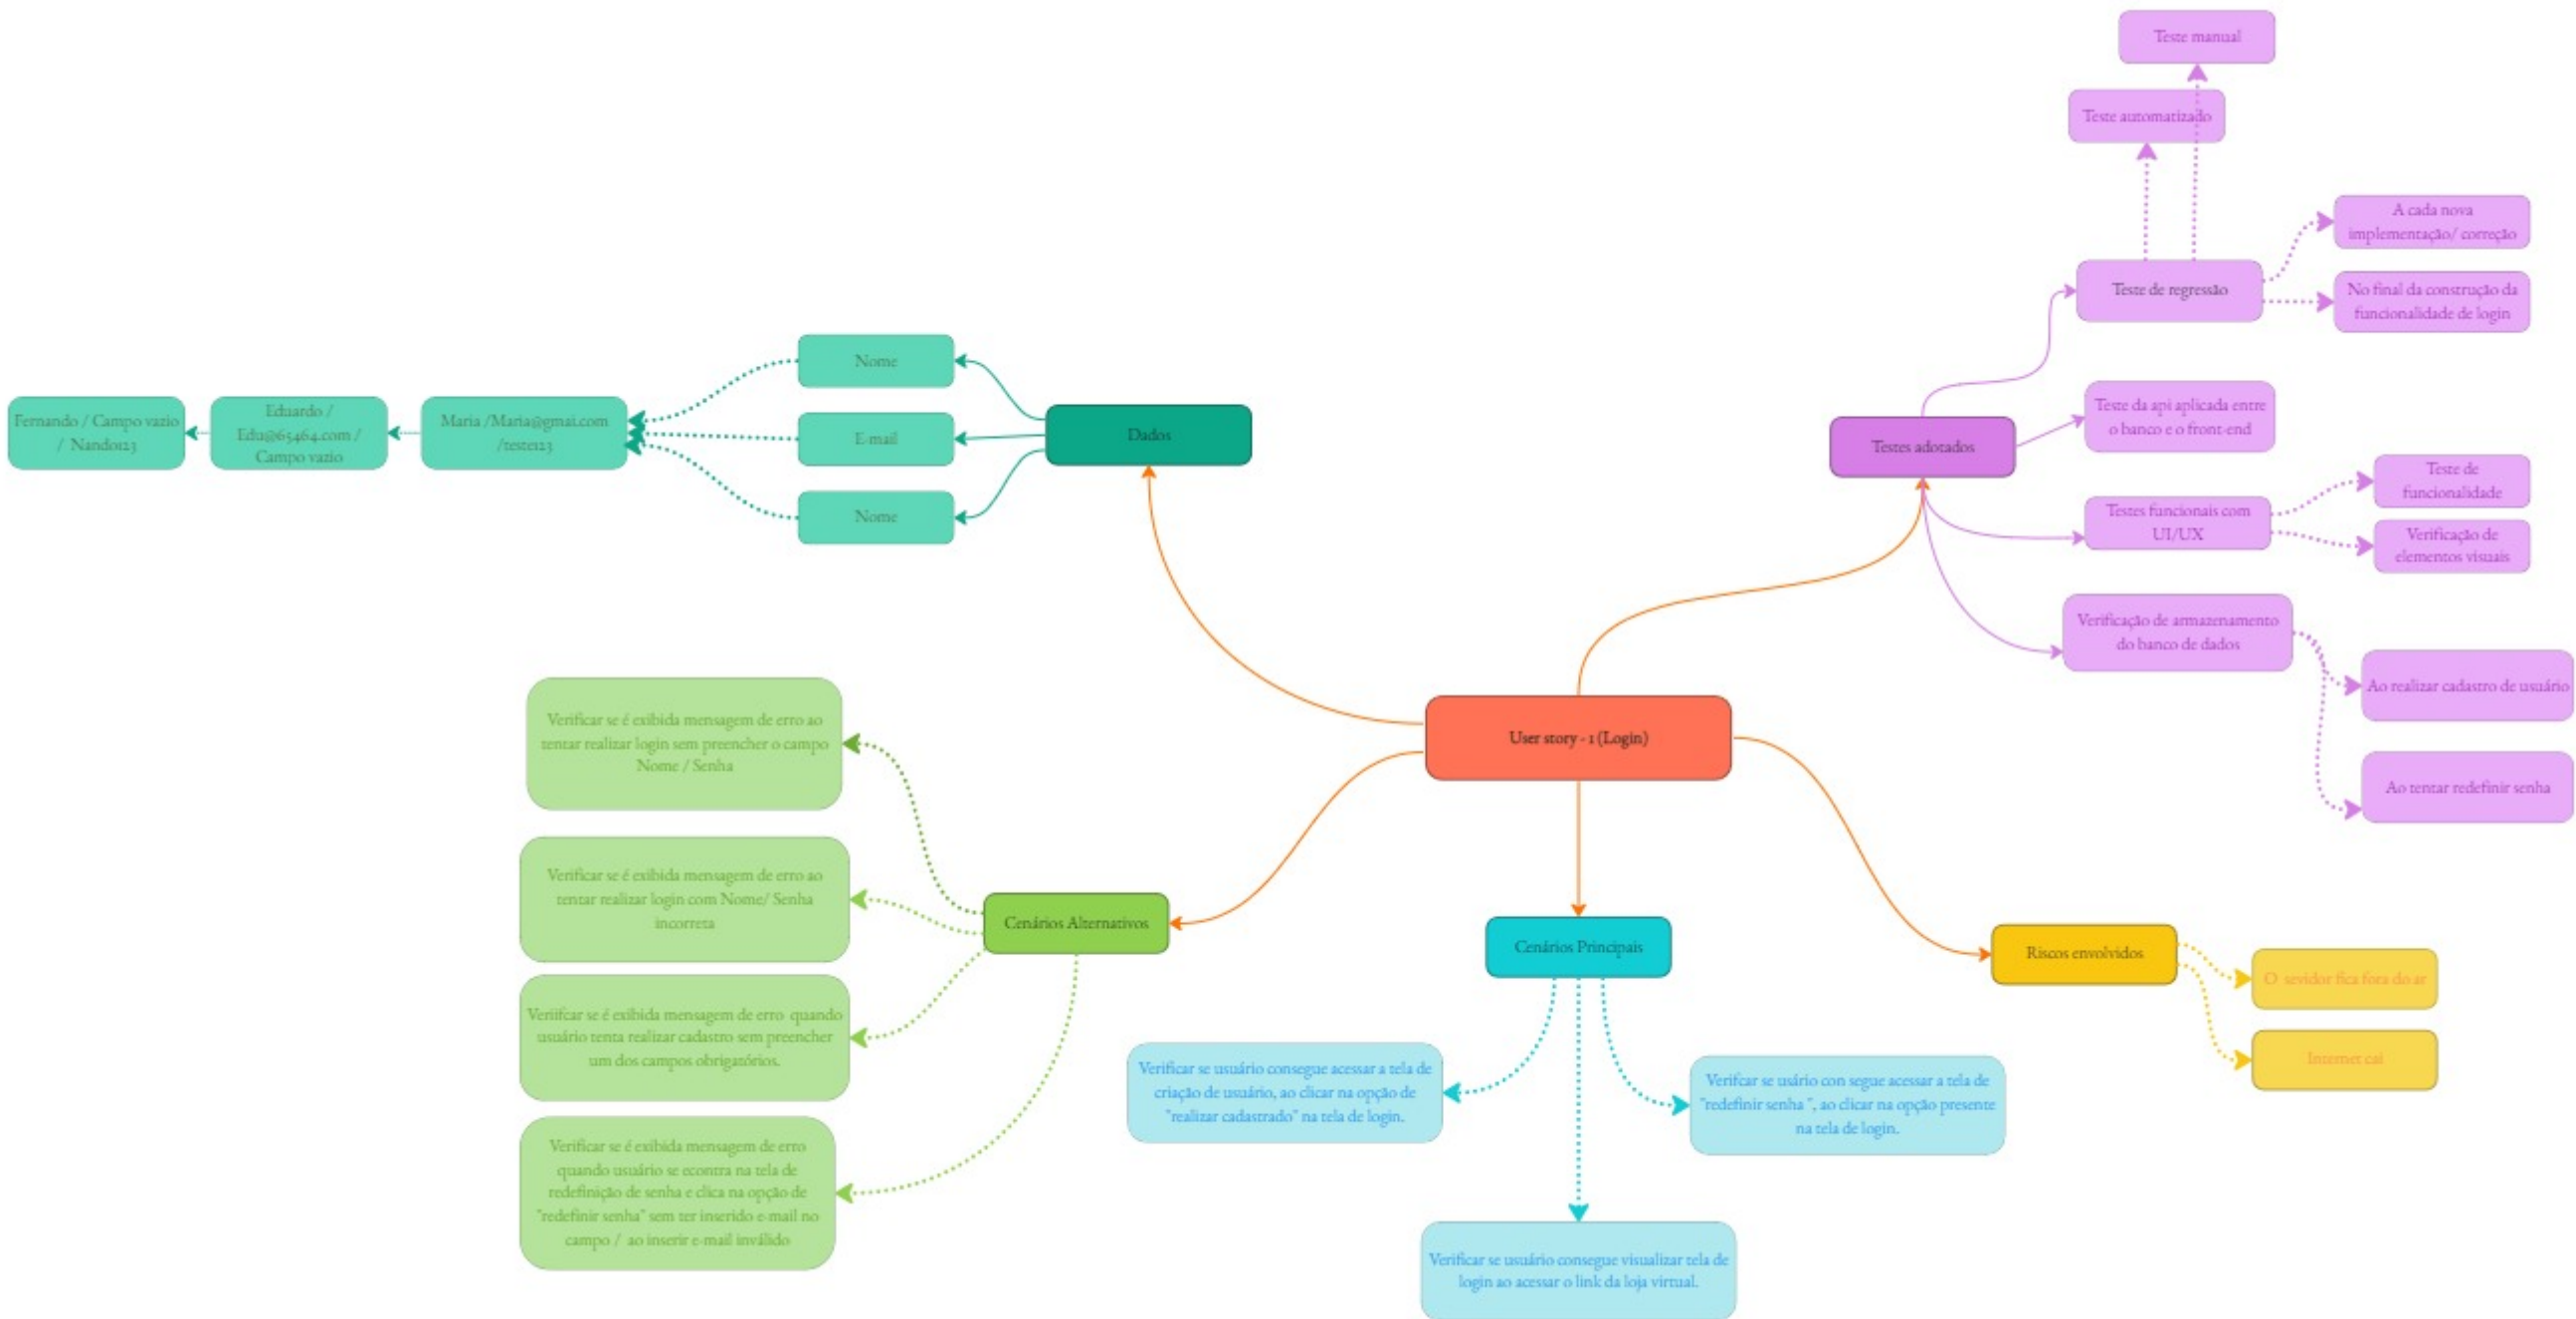 Teste manual
Teste automatizado
A cada nova
implementação/ correção
Teste de regressão
No final da construção da
funcionalidade de login
Nome
E-mail
Nome
Dados
Maria /Maria@gmai.com
/teste123
Eduardo /
Edu@65464.com /
Campo vazio
Fernando / Campo vazio
/ Nando123
Testes adotados
Teste da api aplicada entre
o banco e o front-end
Testes funcionais com
UI/UX
Teste de
funcionalidade
Verificação de
elementos visuais
Verificação de armazenamento
do banco de dados
Ao realizar cadastro de usuário
Ao tentar redefinir senha
User story - 1 (Login)
Verificar se é exibida mensagem de erro ao
tentar realizar login sem preencher o campo
Nome / Senha
Verificar se é exibida mensagem de erro ao
tentar realizar login com Nome/ Senha
incorreta
Veriifcar se é exibida mensagem de erro quando
usuário tenta realizar cadastro sem preencher
um dos campos obrigatórios.
Verificar se é exibida mensagem de erro
quando usuário se econtra na tela de
redefinição de senha e clica na opção de
"redefinir senha" sem ter inserido e-mail no
campo / ao inserir e-mail inválido
Cenários Alternativos
Cenários Principais
Verificar se usuário consegue acessar a tela de
criação de usuário, ao clicar na opção de
"realizar cadastrado" na tela de login.
Verifcar se usário con segue acessar a tela de
"redefinir senha ", ao clicar na opção presente
na tela de login.
Verificar se usuário consegue visualizar tela de
login ao acessar o link da loja virtual.
Riscos envolvidos
O sevidor fica fora do ar
Internet cai